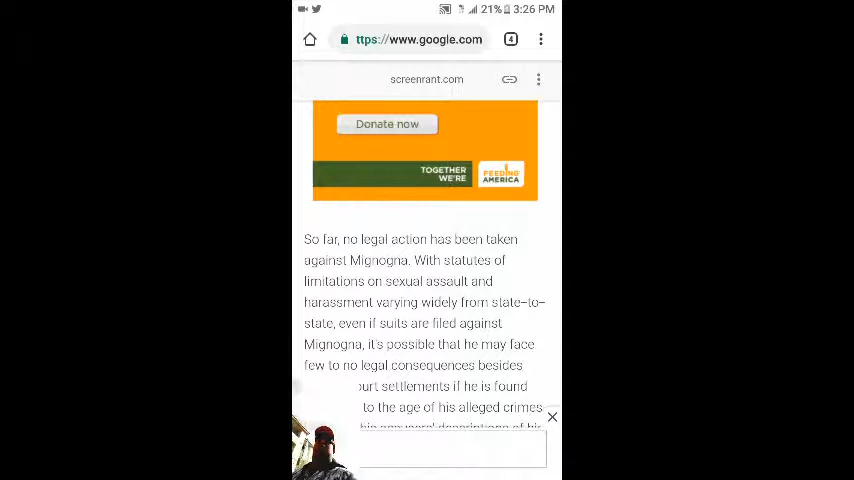 21% 3:26 PM
ttps://www.google.com
4
screenrant.com
Donate now
TOGETHER
WE'RE
FEEDING
AMERICA
So far, no legal action has been taken
against Mignogna. With statutes of
limitations on sexual assault and
harassment varying widely from state-to-
state, even if suits are filed against
Mignogna, it's possible that he may face
few to no legal consequences besides
urt settlements if he is found
to the age of his alleged crimes